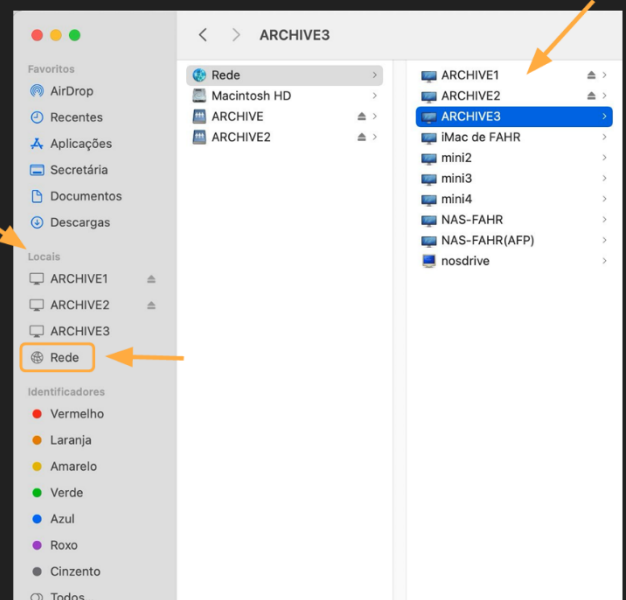 ARCHIVE3
Favoritos
AirDrop
Recentes
Aplicações
Secretária
Documentos
Descargas
Locais
ARCHIVE1
ARCHIVE2
ARCHIVE3
Rede
Identificadores
Vermelho
Laranja
Amarelo
Verde
Azul
Roxo
Cinzento
Todos
Rede
Macintosh HD
ARCHIVE
ARCHIVE2
ARCHIVE1
ARCHIVE2
ARCHIVE3
iMac de FAHR
mini2
mini3
mini4
NAS-FAHR
NAS-FAHR(AFP)
nosdrive